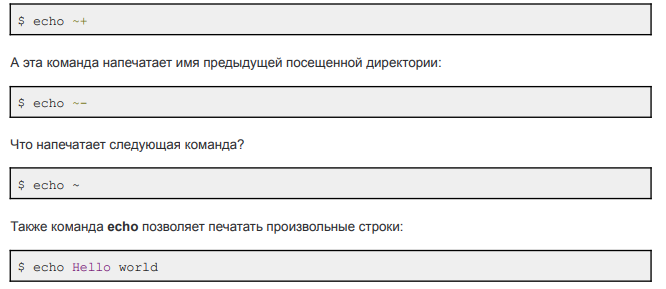 $ echo ~+
А эта команда напечатает имя предыдущей посещенной директории:
$ echo ~-
Что напечатает следующая команда?
$ echo ~
Также команда echo позволяет печатать произвольные строки:
$ echo Hello world